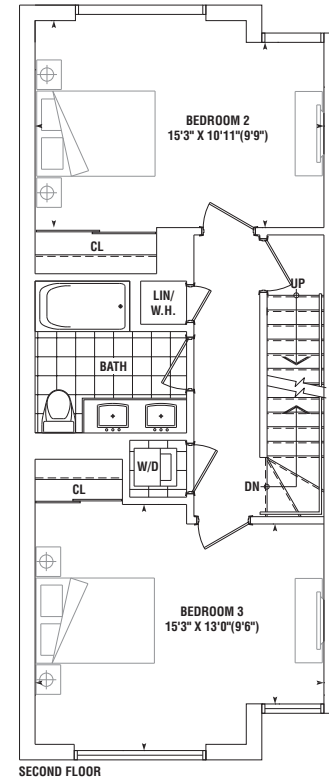 BEDROOM 2
15'3" X 10'11"(9'9")
CL
UP
LIN/
W.H.
BATH
W/D
CL
DN
BEDROOM 3
15'3" X 13'0"(9'6")
SECOND FLOOR